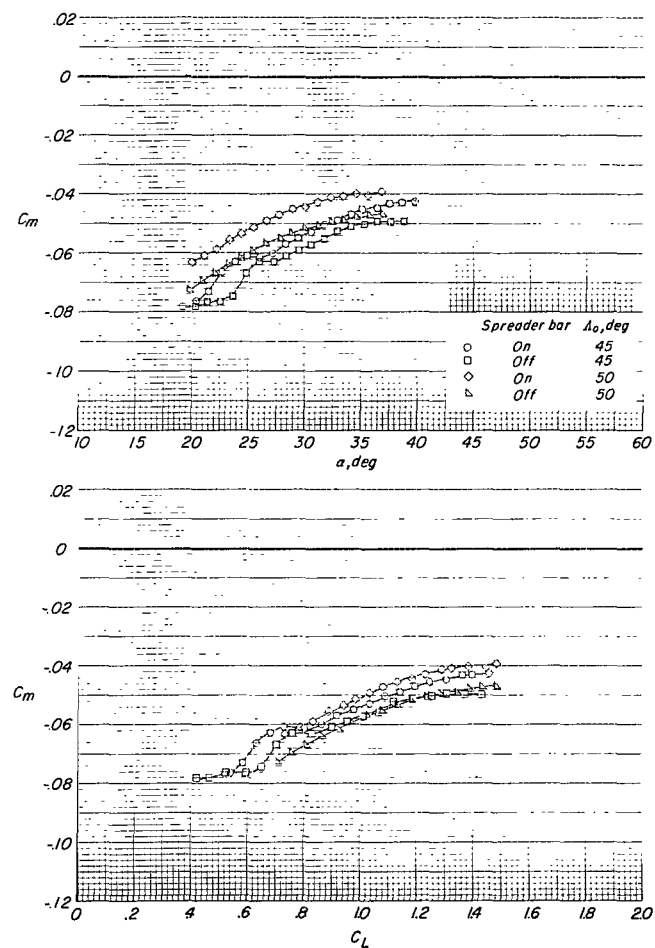 .02
0
-.02
-.04
Cm
-.06
-.08
-.10
-.12
Spreader bar Λo, deg
On 45
Off 45
On 50
Off 50
10 15 20 25 30 35 40 45 50 55 60
α, deg
.02
0
-.02
-.04
Cm
-.06
-.08
-.10
-.12
0 .2 .4 .6 .8 1.0 1.2 1.4 1.6 1.8 2.0
CL